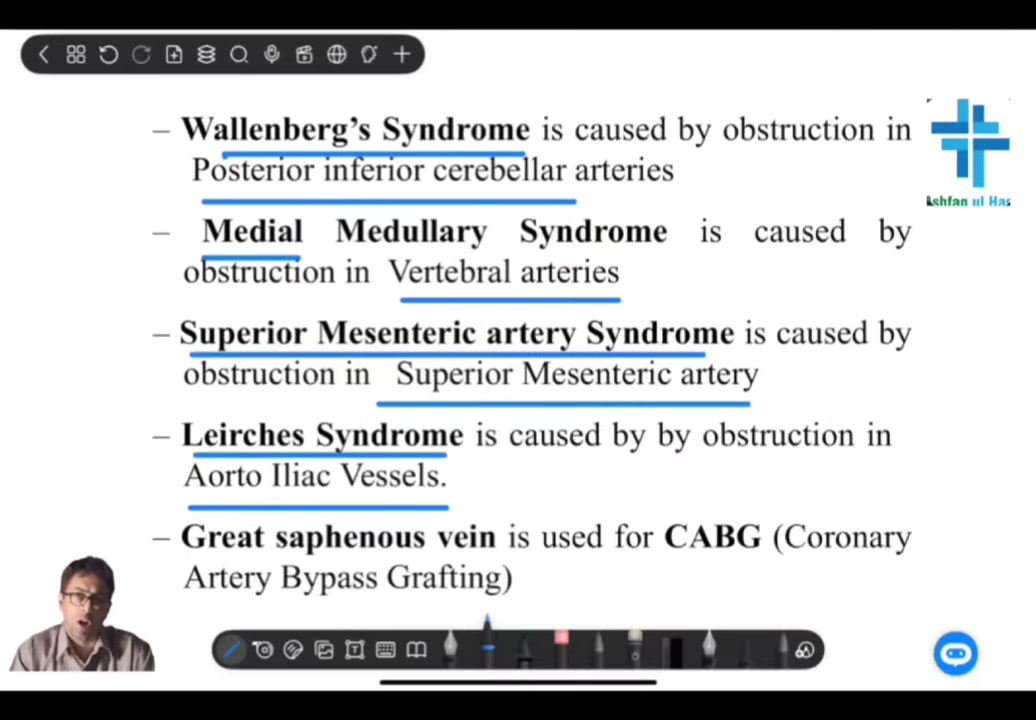 – Wallenberg's Syndrome is caused by obstruction in
Posterior inferior cerebellar arteries
– Medial Medullary Syndrome is caused by
obstruction in Vertebral arteries
– Superior Mesenteric artery Syndrome is caused by
obstruction in Superior Mesenteric artery
– Leirches Syndrome is caused by by obstruction in
Aorto Iliac Vessels.
– Great saphenous vein is used for CABG (Coronary
Artery Bypass Grafting)
Ashfan ul Has